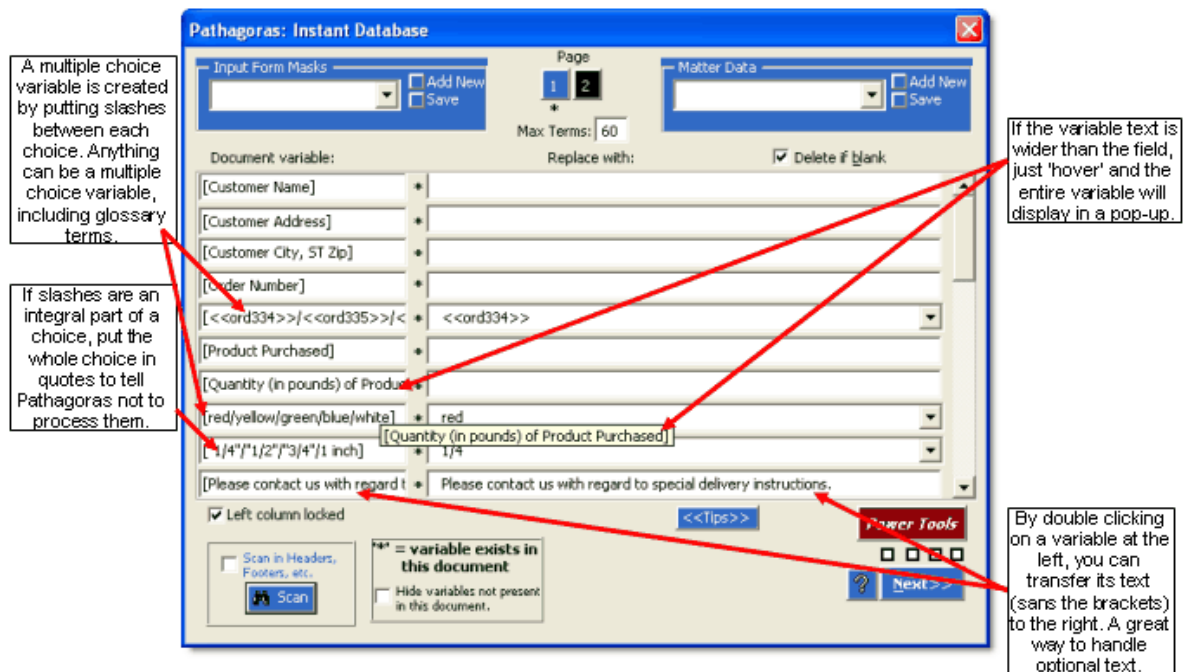 Pathagoras: Instant Database
A multiple choice
variable is created
by putting slashes
between each
choice. Anything
can be a multiple
choice variable,
including glossary
terms.
If slashes are an
integral part of a
choice, put the
whole choice in
quotes to tell
Pathagoras not to
process them.
Input Form Masks
Add New
Save
Page
1 2
*
Max Terms: 60
Matter Data
Add New
Save
Document variable:
Replace with:
Delete if blank
[Customer Name] *
[Customer Address] *
[Customer City, ST Zip] *
[Order Number] *
[<<ord334>>/<<ord335>>/< * <<ord334>>
[Product Purchased] *
[Quantity (in pounds) of Produc *
[red/yellow/green/blue/white] * red
[Quantity (in pounds) of Product Purchased]
["1/4"/"1/2"/"3/4"/1 inch] * 1/4
[Please contact us with regard t * Please contact us with regard to special delivery instructions.
Left column locked
<<Tips>>
Power Tools
Scan in Headers,
Footers, etc.
Scan
"*" = variable exists in
this document
Hide variables not present
in this document.
? Next>>
If the variable text is
wider than the field,
just 'hover' and the
entire variable will
display in a pop-up.
By double clicking
on a variable at the
left, you can
transfer its text
(sans the brackets)
to the right. A great
way to handle
optional text.